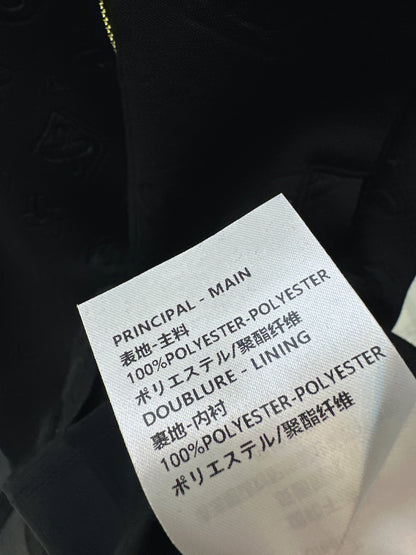 PRINCIPAL - MAIN
表地-主料
100%POLYESTER-POLYESTER
ポリエステル/聚酯纤维
DOUBLURE - LINING
裏地-内衬
100%POLYESTER-POLYESTER
ポリエステル/聚酯纤维